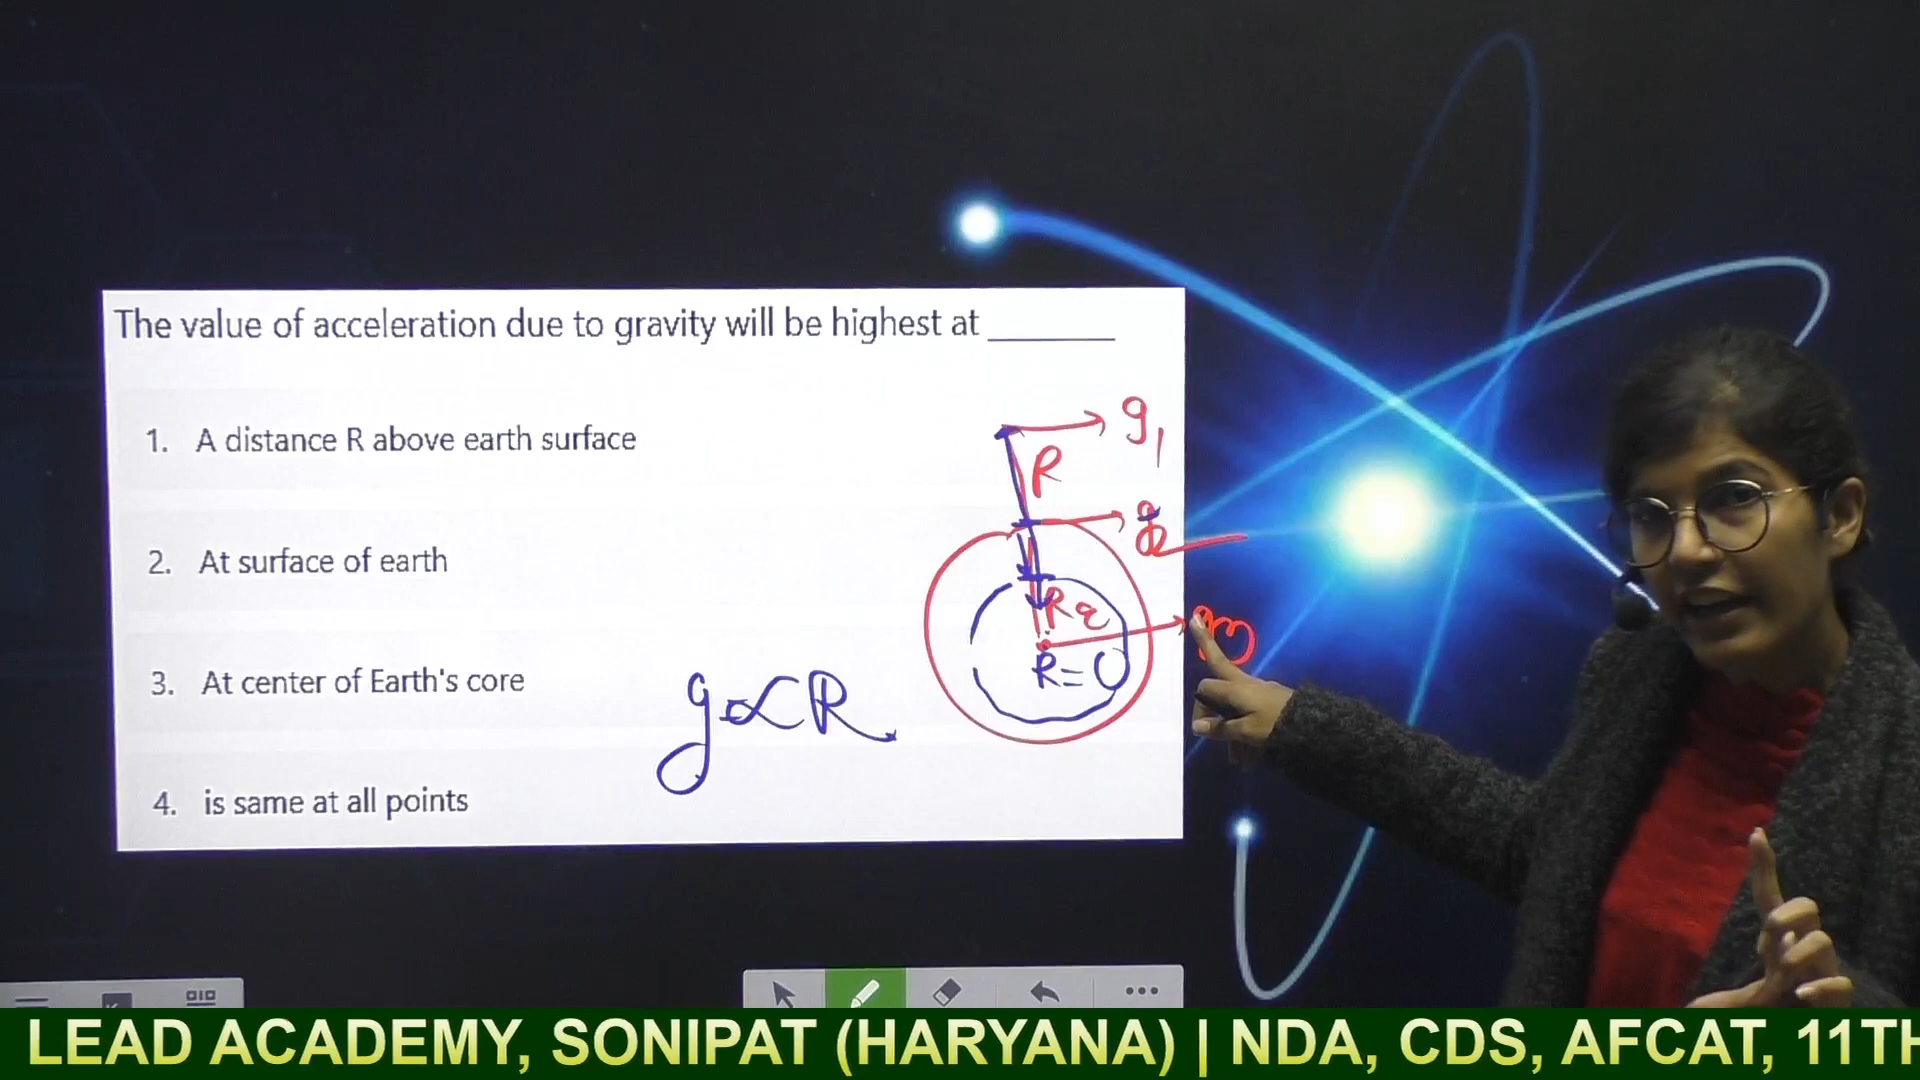 The value of acceleration due to gravity will be highest at ________
1. A distance R above earth surface
2. At surface of earth
3. At center of Earth's core
4. is same at all points
g₁
R
R
R = 0
g ∝ R
LEAD ACADEMY, SONIPAT (HARYANA) | NDA, CDS, AFCAT, 11TH